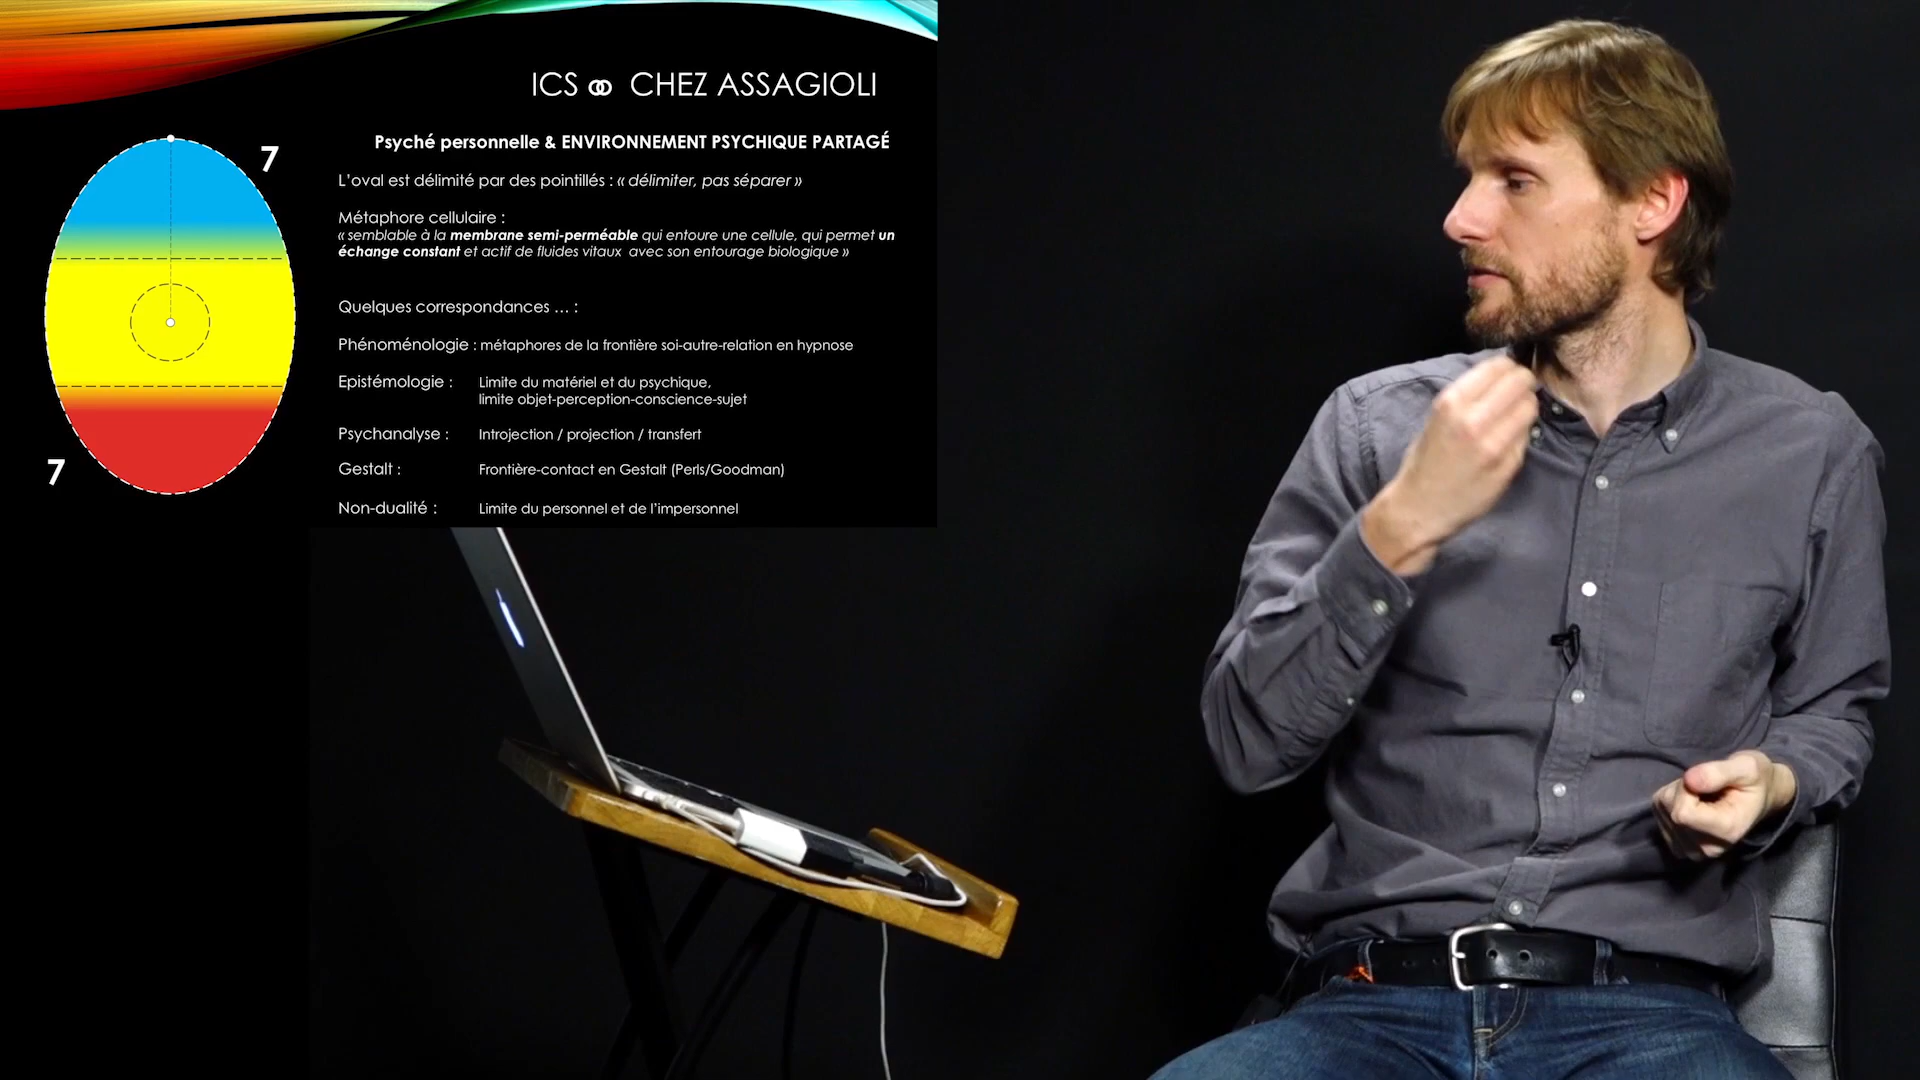 ICS ⚭ CHEZ ASSAGIOLI
Psyché personnelle & ENVIRONNEMENT PSYCHIQUE PARTAGÉ
L'oval est délimité par des pointillés : « délimiter, pas séparer »
Métaphore cellulaire :
« semblable à la membrane semi-perméable qui entoure une cellule, qui permet un
échange constant et actif de fluides vitaux avec son entourage biologique »
Quelques correspondances ... :
Phénoménologie : métaphores de la frontière soi-autre-relation en hypnose
Epistémologie : Limite du matériel et du psychique,
limite objet-perception-conscience-sujet
Psychanalyse : Introjection / projection / transfert
Gestalt : Frontière-contact en Gestalt (Perls/Goodman)
Non-dualité : Limite du personnel et de l'impersonnel
7
7